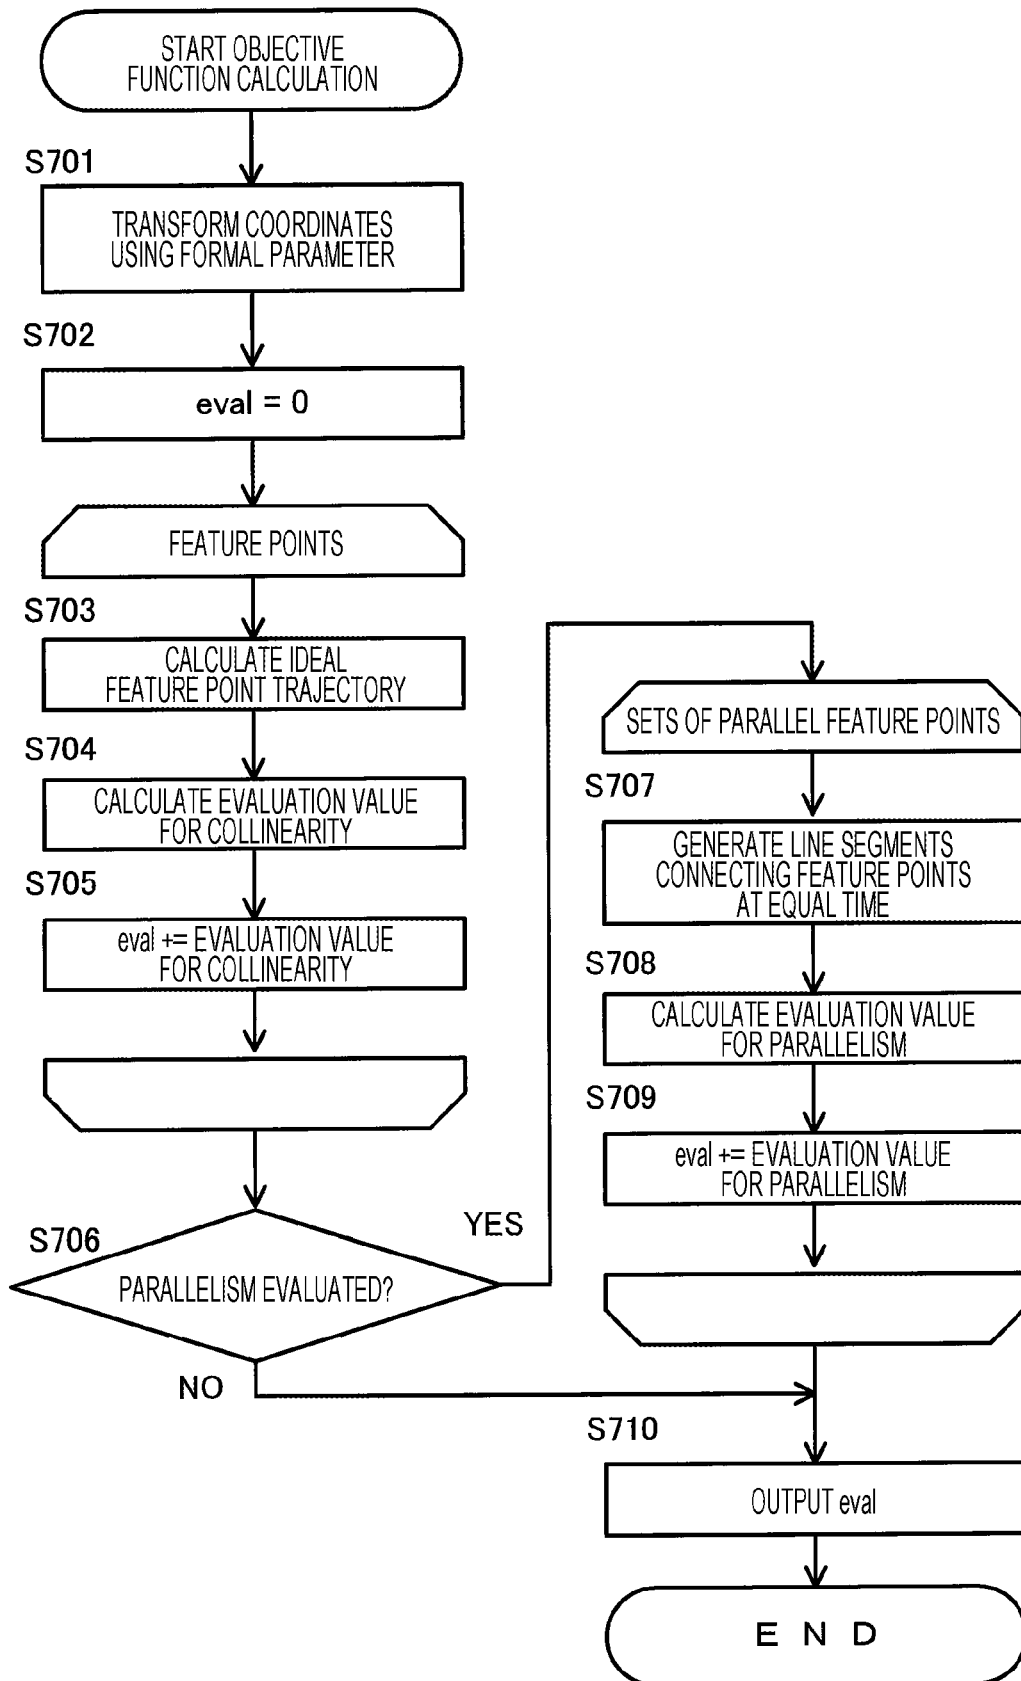 START OBJECTIVE
FUNCTION CALCULATION
S701
TRANSFORM COORDINATES
USING FORMAL PARAMETER
S702
eval = 0
FEATURE POINTS
S703
CALCULATE IDEAL
FEATURE POINT TRAJECTORY
S704
CALCULATE EVALUATION VALUE
FOR COLLINEARITY
S705
eval += EVALUATION VALUE
FOR COLLINEARITY
S706
PARALLELISM EVALUATED?
YES
NO
SETS OF PARALLEL FEATURE POINTS
S707
GENERATE LINE SEGMENTS
CONNECTING FEATURE POINTS
AT EQUAL TIME
S708
CALCULATE EVALUATION VALUE
FOR PARALLELISM
S709
eval += EVALUATION VALUE
FOR PARALLELISM
S710
OUTPUT eval
E N D